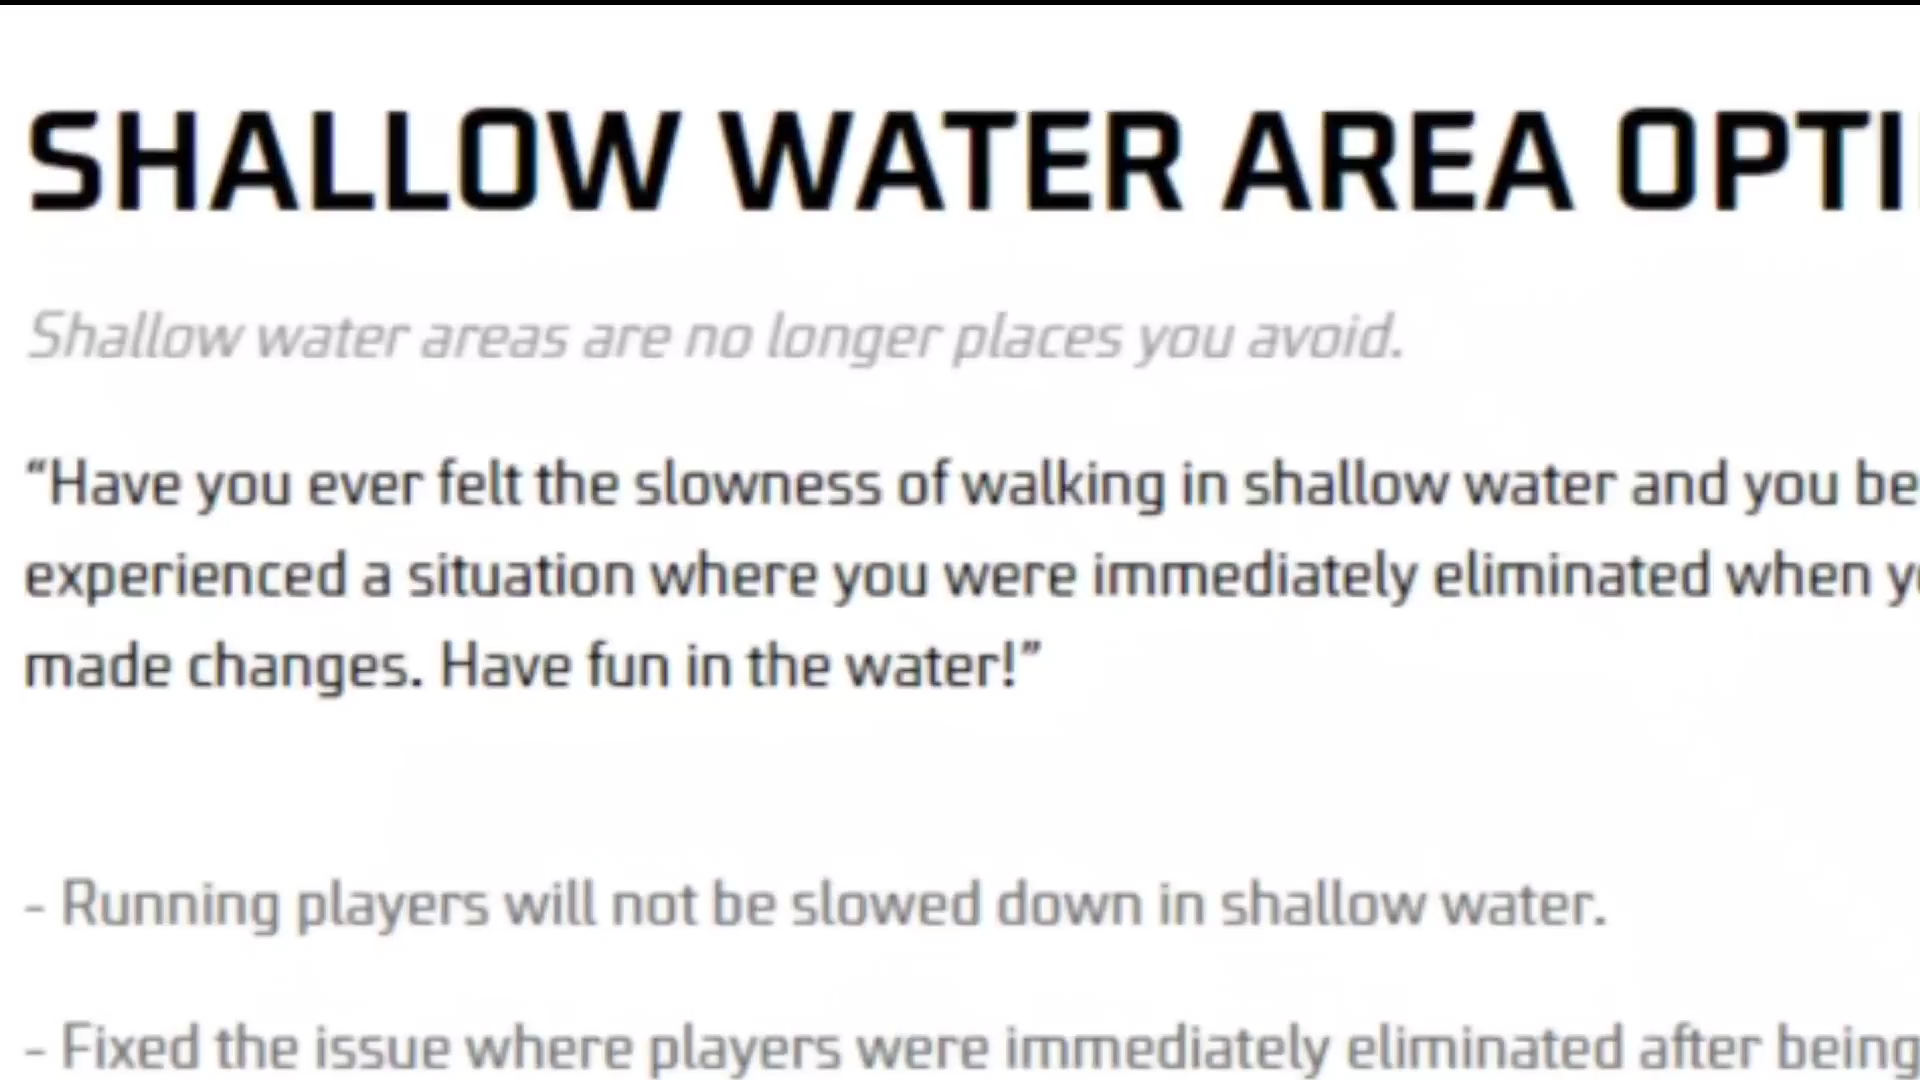 SHALLOW WATER AREA OPTI
Shallow water areas are no longer places you avoid.
“Have you ever felt the slowness of walking in shallow water and you be
experienced a situation where you were immediately eliminated when yo
made changes. Have fun in the water!”
- Running players will not be slowed down in shallow water.
- Fixed the issue where players were immediately eliminated after being